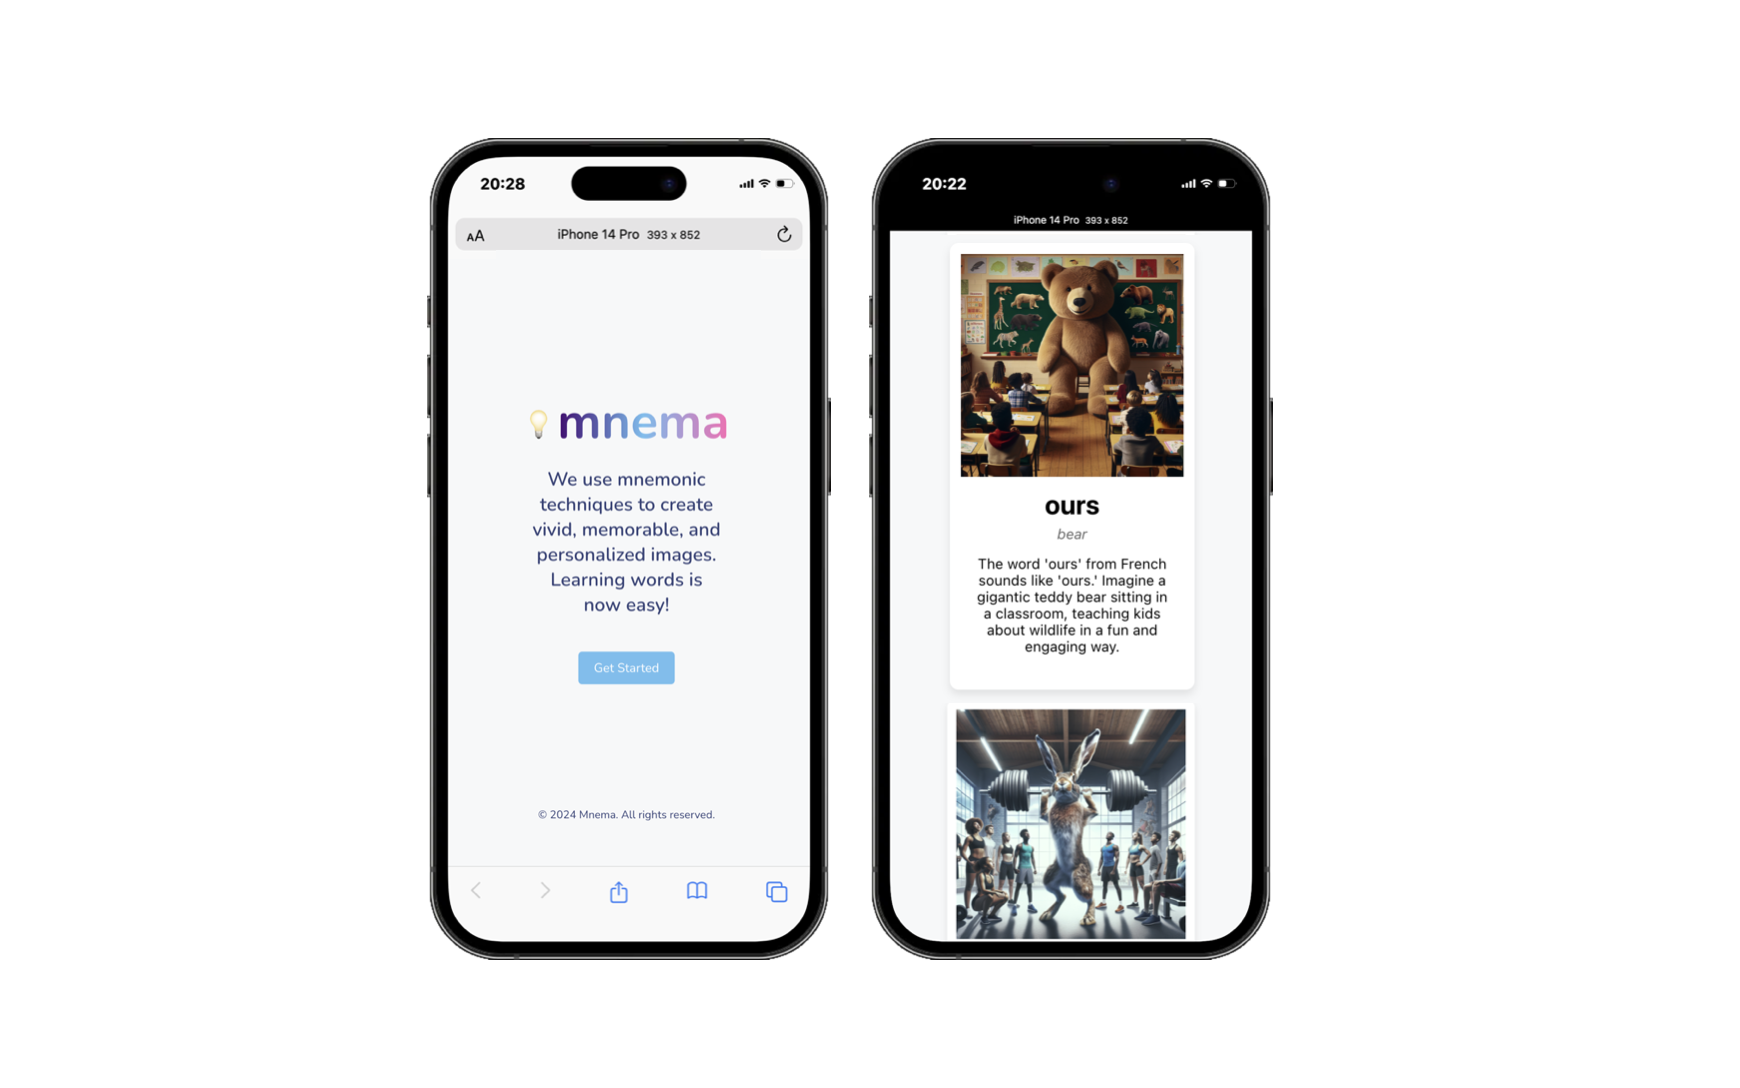 20:28
AA
iPhone 14 Pro 393 x 852
mnema
We use mnemonic
techniques to create
vivid, memorable, and
personalized images.
Learning words is
now easy!
Get Started
© 2024 Mnema. All rights reserved.
20:22
iPhone 14 Pro 393 x 852
ours
bear
The word 'ours' from French
sounds like 'ours.' Imagine a
gigantic teddy bear sitting in
a classroom, teaching kids
about wildlife in a fun and
engaging way.